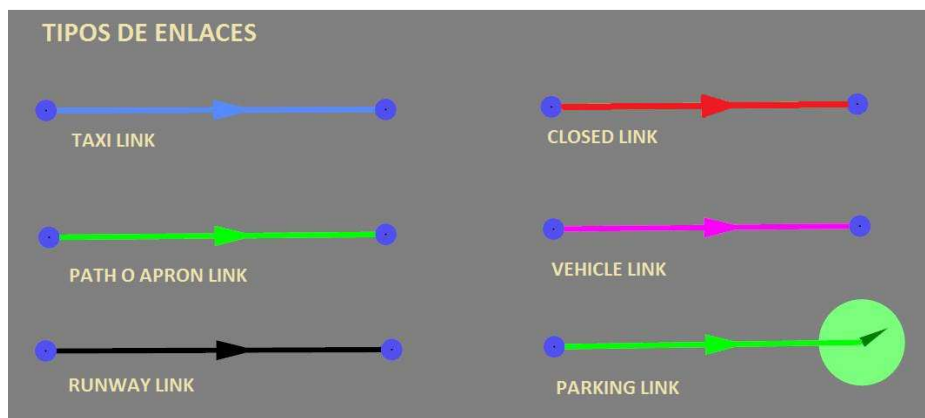 TIPOS DE ENLACES
TAXI LINK
CLOSED LINK
PATH O APRON LINK
VEHICLE LINK
RUNWAY LINK
PARKING LINK